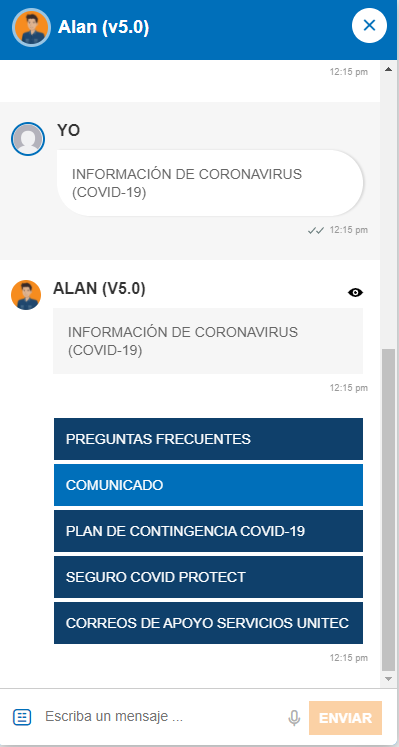 Alan (v5.0)
12:15 pm
YO
INFORMACIÓN DE CORONAVIRUS
(COVID-19)
12:15 pm
ALAN (V5.0)
INFORMACIÓN DE CORONAVIRUS
(COVID-19)
12:15 pm
PREGUNTAS FRECUENTES
COMUNICADO
PLAN DE CONTINGENCIA COVID-19
SEGURO COVID PROTECT
CORREOS DE APOYO SERVICIOS UNITEC
12:15 pm
Escriba un mensaje ...
ENVIAR